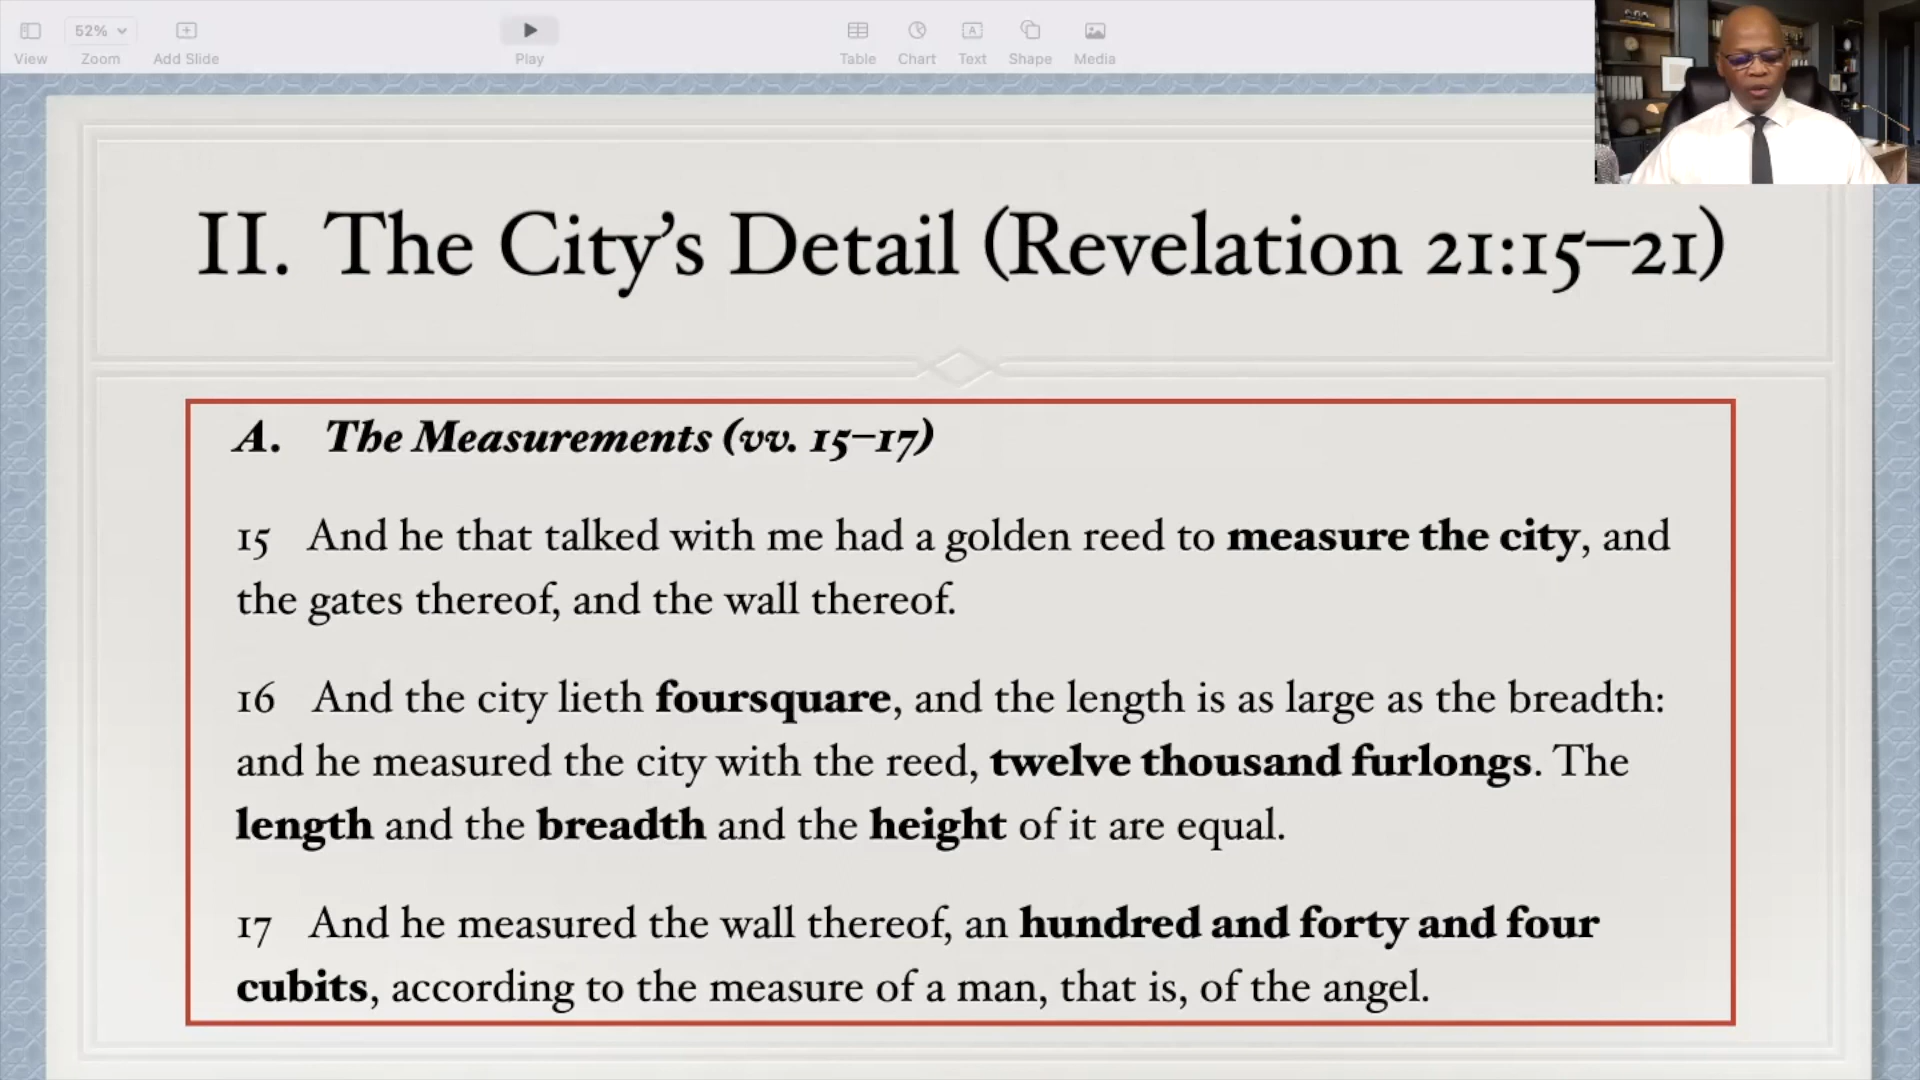 52%
View
Zoom
Add Slide
Play
Table
Chart
Text
Shape
Media
II. The City’s Detail (Revelation 21:15–21)
A. The Measurements (vv. 15–17)
15 And he that talked with me had a golden reed to measure the city, and
the gates thereof, and the wall thereof.
16 And the city lieth foursquare, and the length is as large as the breadth:
and he measured the city with the reed, twelve thousand furlongs. The
length and the breadth and the height of it are equal.
17 And he measured the wall thereof, an hundred and forty and four
cubits, according to the measure of a man, that is, of the angel.